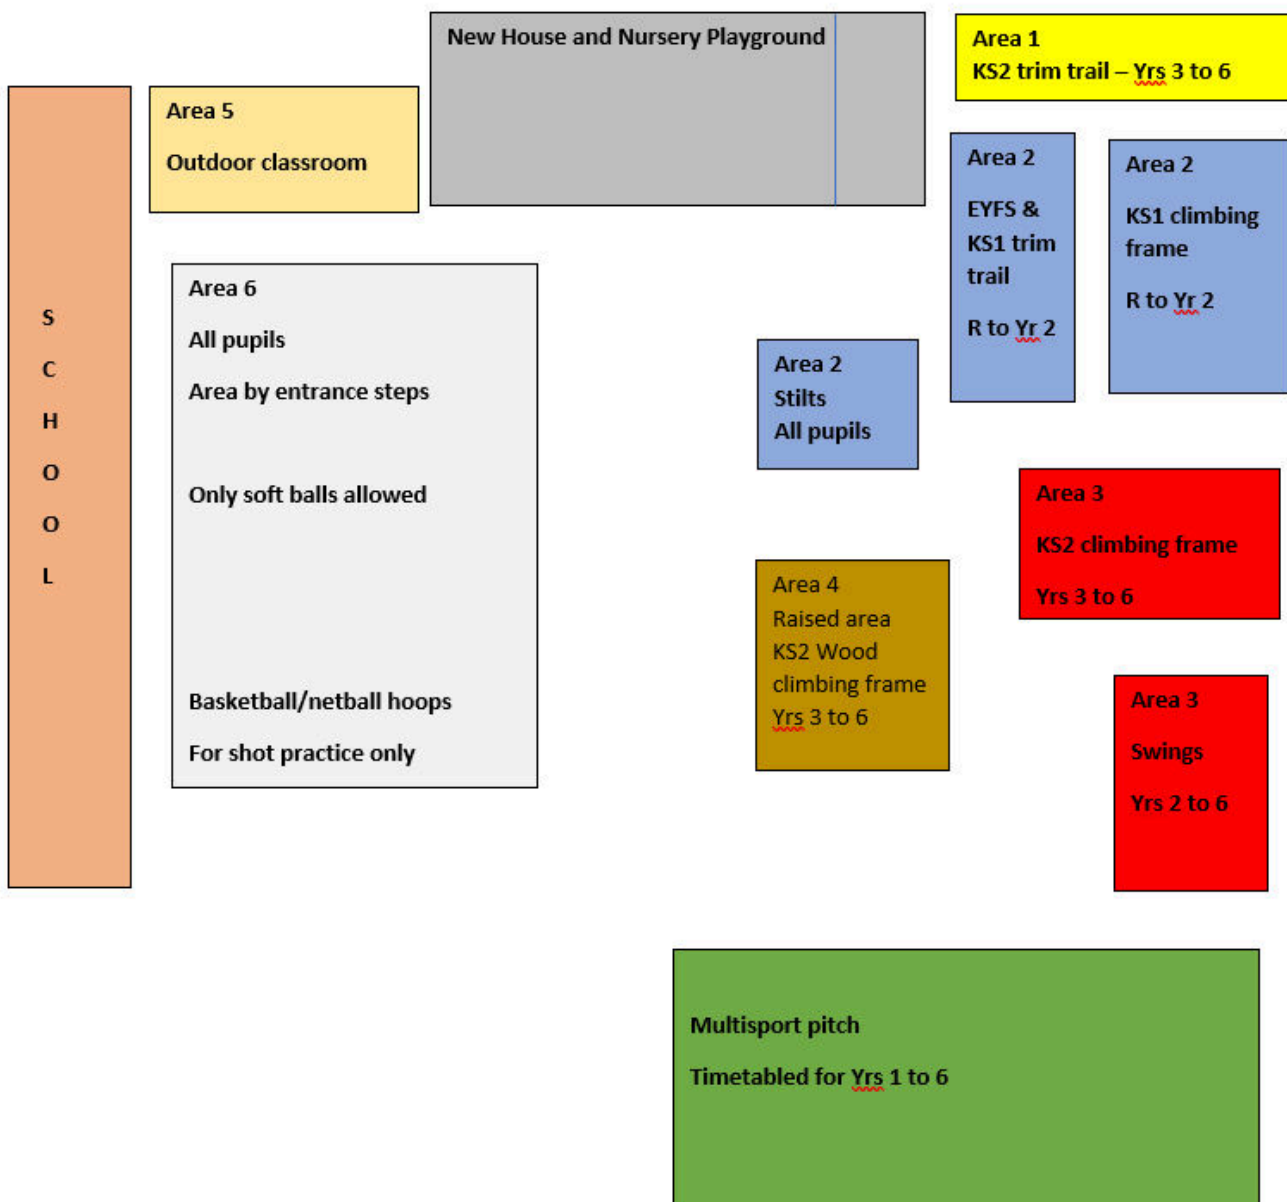 New House and Nursery Playground
Area 1
KS2 trim trail – Yrs 3 to 6
Area 5
Outdoor classroom
Area 2
EYFS &
KS1 trim
trail
R to Yr 2
Area 2
KS1 climbing
frame
R to Yr 2
S
C
H
O
O
L
Area 6
All pupils
Area by entrance steps
Only soft balls allowed
Basketball/netball hoops
For shot practice only
Area 2
Stilts
All pupils
Area 3
KS2 climbing frame
Yrs 3 to 6
Area 4
Raised area
KS2 Wood
climbing frame
Yrs 3 to 6
Area 3
Swings
Yrs 2 to 6
Multisport pitch
Timetabled for Yrs 1 to 6